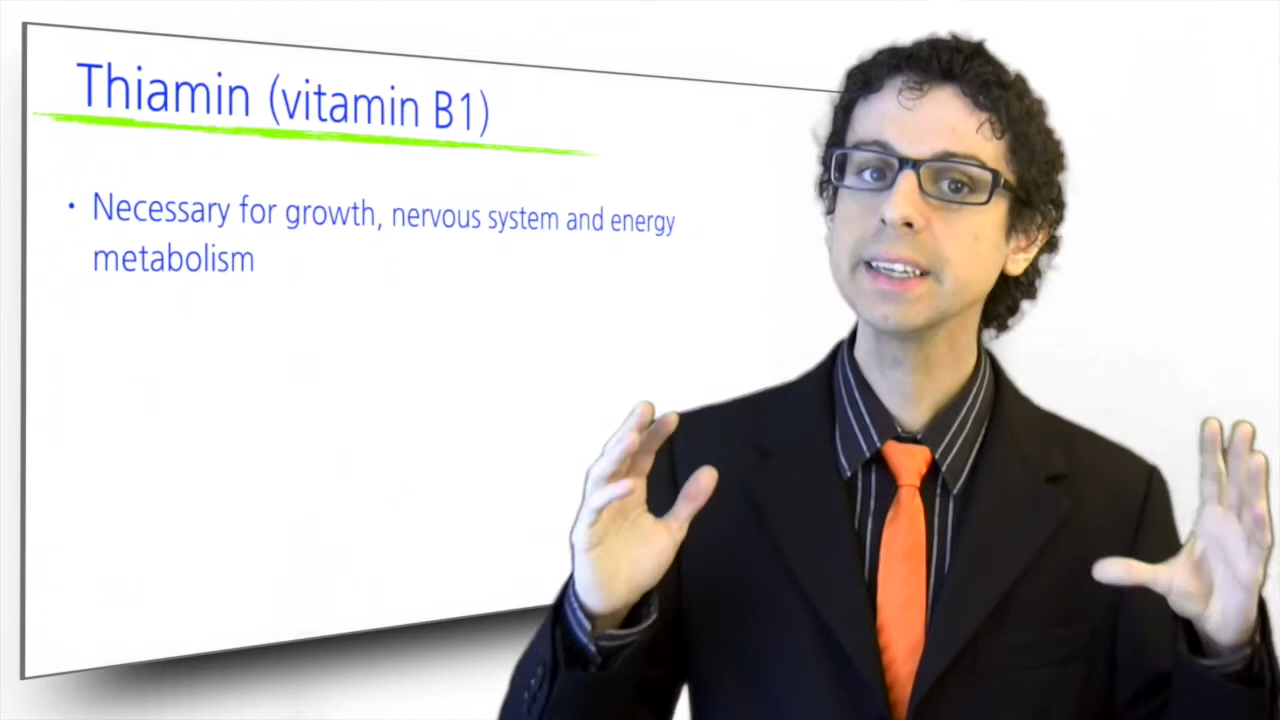 Thiamin (vitamin B1)
• Necessary for growth, nervous system and energy
metabolism